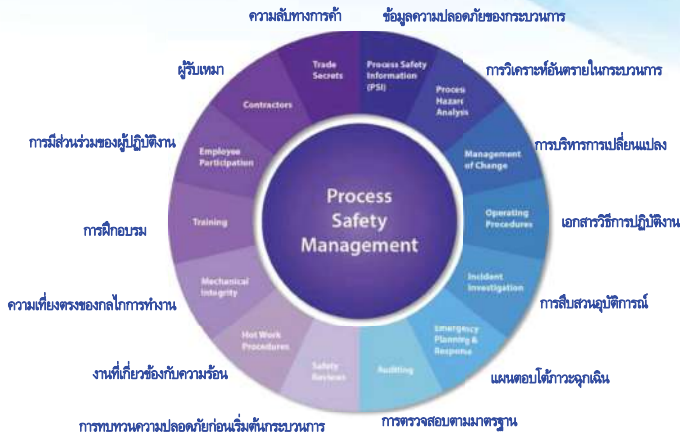 ความลับทางการค้า
ข้อมูลความปลอดภัยของกระบวนการ
ผู้รับเหมา
การวิเคราะห์อันตรายในกระบวนการ
การมีส่วนร่วมของผู้ปฏิบัติงาน
การบริหารการเปลี่ยนแปลง
การฝึกอบรม
เอกสารวิธีการปฏิบัติงาน
ความเที่ยงตรงของกลไกการทำงาน
การสืบสวนอุบัติการณ์
งานที่เกี่ยวข้องกับความร้อน
แผนตอบโต้ภาวะฉุกเฉิน
การทบทวนความปลอดภัยก่อนเริ่มต้นกระบวนการ
การตรวจสอบตามมาตรฐาน
Trade
Secrets
Process Safety
Information
(PSI)
Process
Hazard
Analysis
Management
of Change
Operating
Procedures
Incident
Investigation
Emergency
Planning &
Response
Auditing
Safety
Reviews
Hot Work
Procedures
Mechanical
Integrity
Training
Employee
Participation
Contractors
Process
Safety
Management